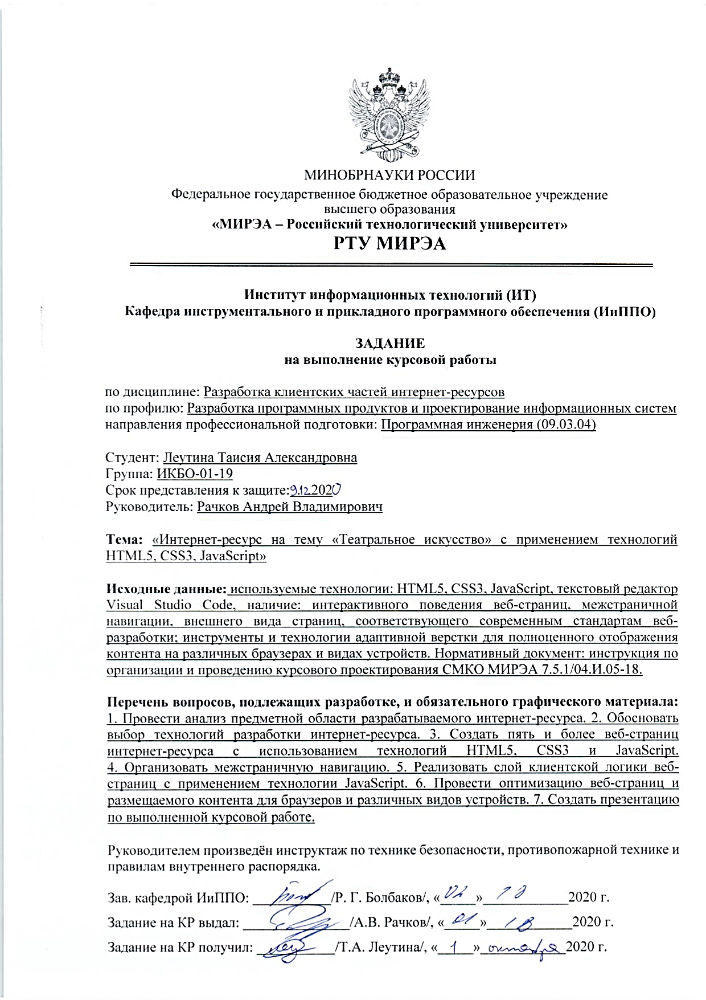 МИНОБРНАУКИ РОССИИ
Федеральное государственное бюджетное образовательное учреждение
высшего образования
«МИРЭА – Российский технологический университет»
РТУ МИРЭА
Институт информационных технологий (ИТ)
Кафедра инструментального и прикладного программного обеспечения (ИиППО)
ЗАДАНИЕ
на выполнение курсовой работы
по дисциплине: Разработка клиентских частей интернет-ресурсов
по профилю: Разработка программных продуктов и проектирование информационных систем
направления профессиональной подготовки: Программная инженерия (09.03.04)
Студент: Леутина Таисия Александровна
Группа: ИКБО-01-19
Срок представления к защите:9.12.2020
Руководитель: Рачков Андрей Владимирович
Тема: «Интернет-ресурс на тему «Театральное искусство» с применением технологий
HTML5, CSS3, JavaScript»
Исходные данные: используемые технологии: HTML5, CSS3, JavaScript, текстовый редактор
Visual Studio Code, наличие: интерактивного поведения веб-страниц, межстраничной
навигации, внешнего вида страниц, соответствующего современным стандартам веб-
разработки; инструменты и технологии адаптивной верстки для полноценного отображения
контента на различных браузерах и видах устройств. Нормативный документ: инструкция по
организации и проведению курсового проектирования СМКО МИРЭА 7.5.1/04.И.05-18.
Перечень вопросов, подлежащих разработке, и обязательного графического материала:
1. Провести анализ предметной области разрабатываемого интернет-ресурса. 2. Обосновать
выбор технологий разработки интернет-ресурса. 3. Создать пять и более веб-страниц
интернет-ресурса с использованием технологий HTML5, CSS3 и JavaScript.
4. Организовать межстраничную навигацию. 5. Реализовать слой клиентской логики веб-
страниц с применением технологии JavaScript. 6. Провести оптимизацию веб-страниц и
размещаемого контента для браузеров и различных видов устройств. 7. Создать презентацию
по выполненной курсовой работе.
Руководителем произведён инструктаж по технике безопасности, противопожарной технике и
правилам внутреннего распорядка.
Зав. кафедрой ИиППО: /Р. Г. Болбаков/, «02» 2020 г.
Задание на КР выдал: /А.В. Рачков/, «01» 2020 г.
Задание на КР получил: /Т.А. Леутина/, «1» октября 2020 г.